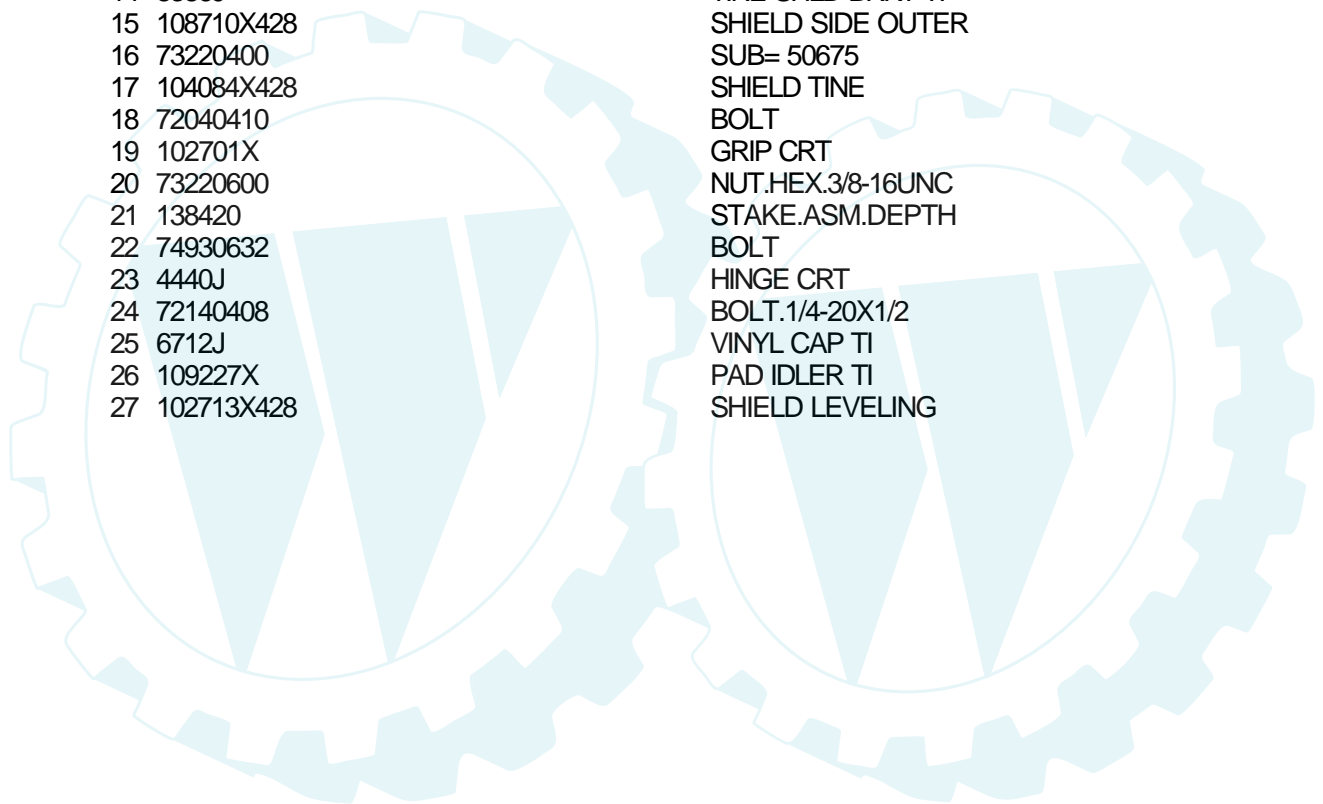 15 108710X428 SHIELD SIDE OUTER
16 73220400 SUB= 50675
17 104084X428 SHIELD TINE
18 72040410 BOLT
19 102701X GRIP CRT
20 73220600 NUT.HEX.3/8-16UNC
21 138420 STAKE.ASM.DEPTH
22 74930632 BOLT
23 4440J HINGE CRT
24 72140408 BOLT.1/4-20X1/2
25 6712J VINYL CAP TI
26 109227X PAD IDLER TI
27 102713X428 SHIELD LEVELING